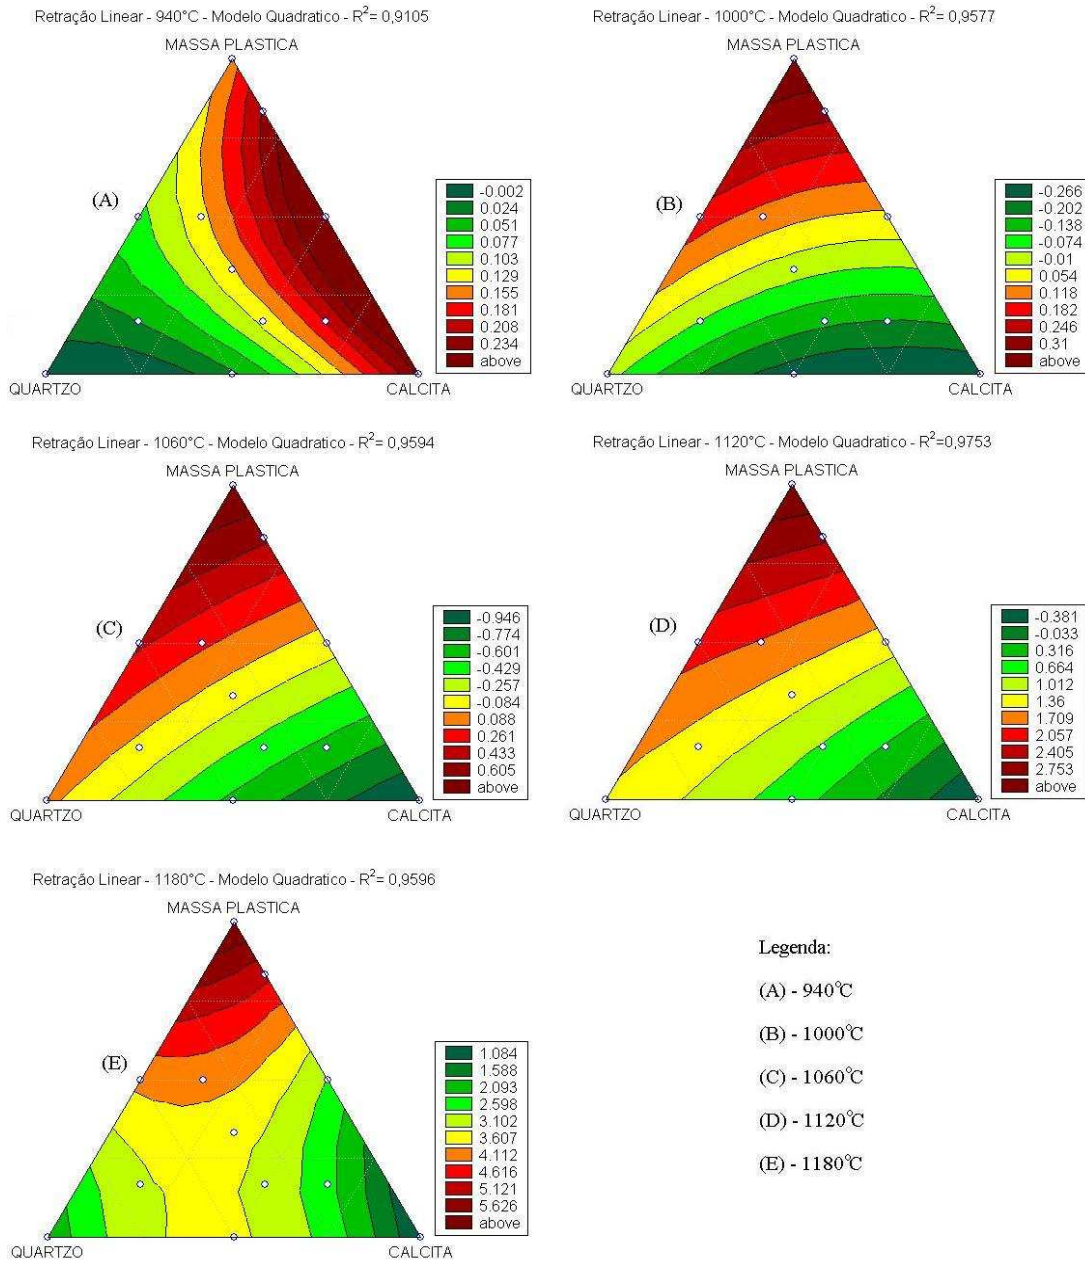 Retração Linear - 940°C - Modelo Quadratico - R²= 0,9105
MASSA PLASTICA
(A)
-0.002
0.024
0.051
0.077
0.103
0.129
0.155
0.181
0.208
0.234
above
QUARTZO
CALCITA
Retração Linear - 1000°C - Modelo Quadratico - R²= 0,9577
MASSA PLASTICA
(B)
-0.266
-0.202
-0.138
-0.074
-0.01
0.054
0.118
0.182
0.246
0.31
above
QUARTZO
CALCITA
Retração Linear - 1060°C - Modelo Quadratico - R²= 0,9594
MASSA PLASTICA
(C)
-0.946
-0.774
-0.601
-0.429
-0.257
-0.084
0.088
0.261
0.433
0.605
above
QUARTZO
CALCITA
Retração Linear - 1120°C - Modelo Quadratico - R²=0,9753
MASSA PLASTICA
(D)
-0.381
-0.033
0.316
0.664
1.012
1.36
1.709
2.057
2.405
2.753
above
QUARTZO
CALCITA
Retração Linear - 1180°C - Modelo Quadratico - R²= 0,9596
MASSA PLASTICA
(E)
1.084
1.588
2.093
2.598
3.102
3.607
4.112
4.616
5.121
5.626
above
QUARTZO
CALCITA
Legenda:
(A) - 940°C
(B) - 1000°C
(C) - 1060°C
(D) - 1120°C
(E) - 1180°C